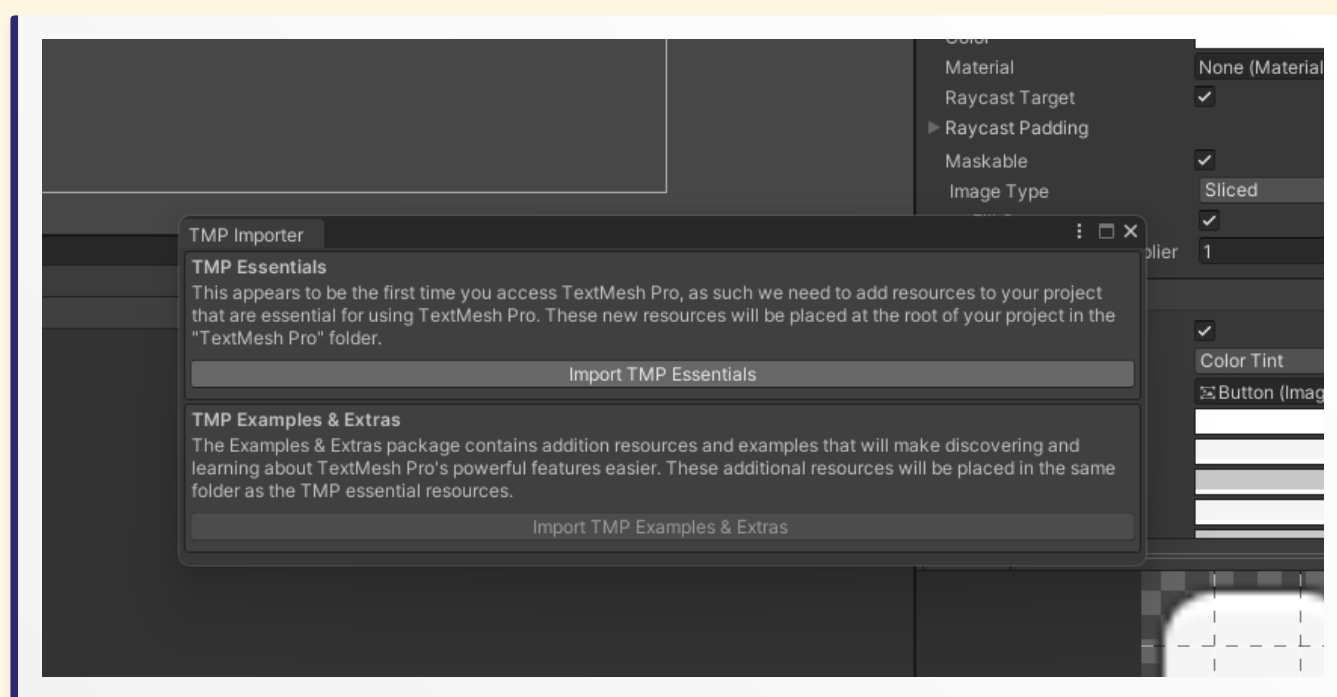 Color
Material
None (Material
Raycast Target
Raycast Padding
Maskable
Image Type
Sliced
TMP Importer
plier
1
TMP Essentials
This appears to be the first time you access TextMesh Pro, as such we need to add resources to your project
that are essential for using TextMesh Pro. These new resources will be placed at the root of your project in the
"TextMesh Pro" folder.
Import TMP Essentials
Color Tint
Button (Imag
TMP Examples & Extras
The Examples & Extras package contains addition resources and examples that will make discovering and
learning about TextMesh Pro's powerful features easier. These additional resources will be placed in the same
folder as the TMP essential resources.
Import TMP Examples & Extras